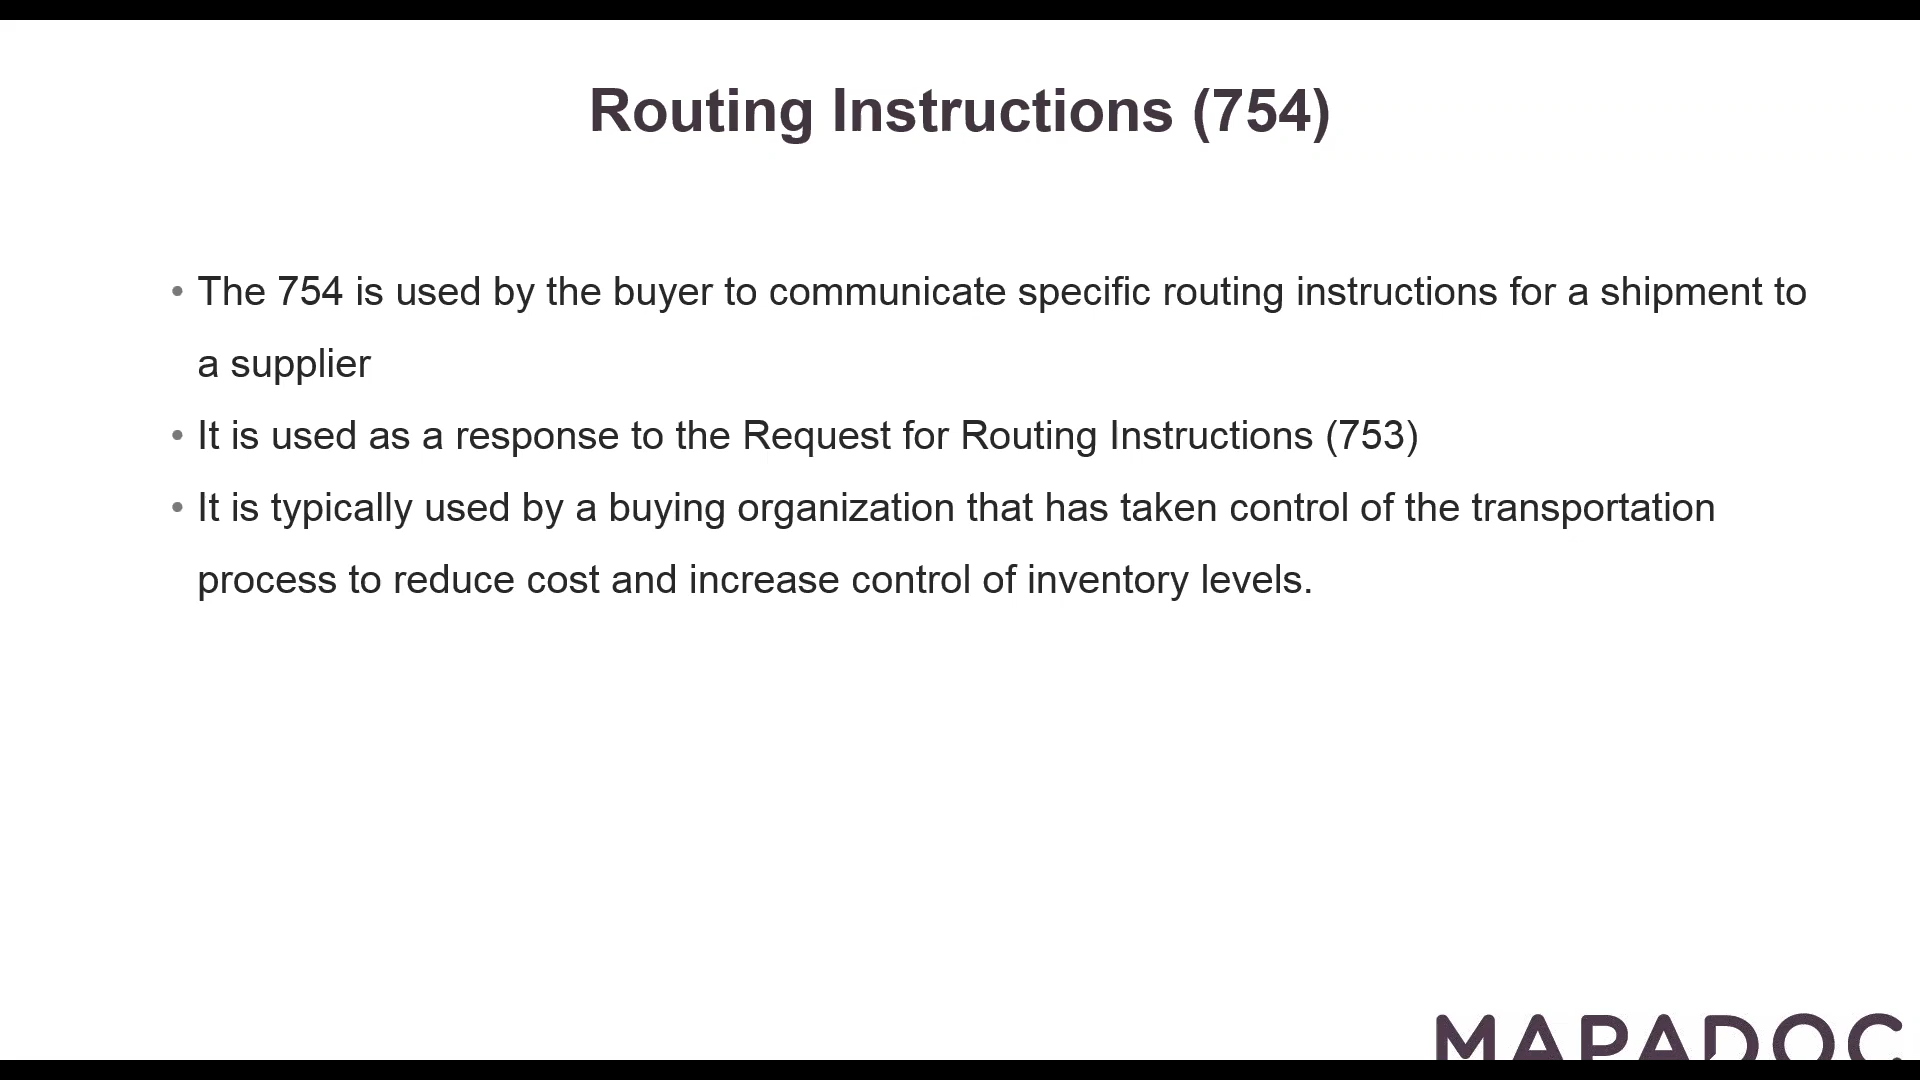 Routing Instructions (754)
• The 754 is used by the buyer to communicate specific routing instructions for a shipment to
a supplier
• It is used as a response to the Request for Routing Instructions (753)
• It is typically used by a buying organization that has taken control of the transportation
process to reduce cost and increase control of inventory levels.
MAPADOC